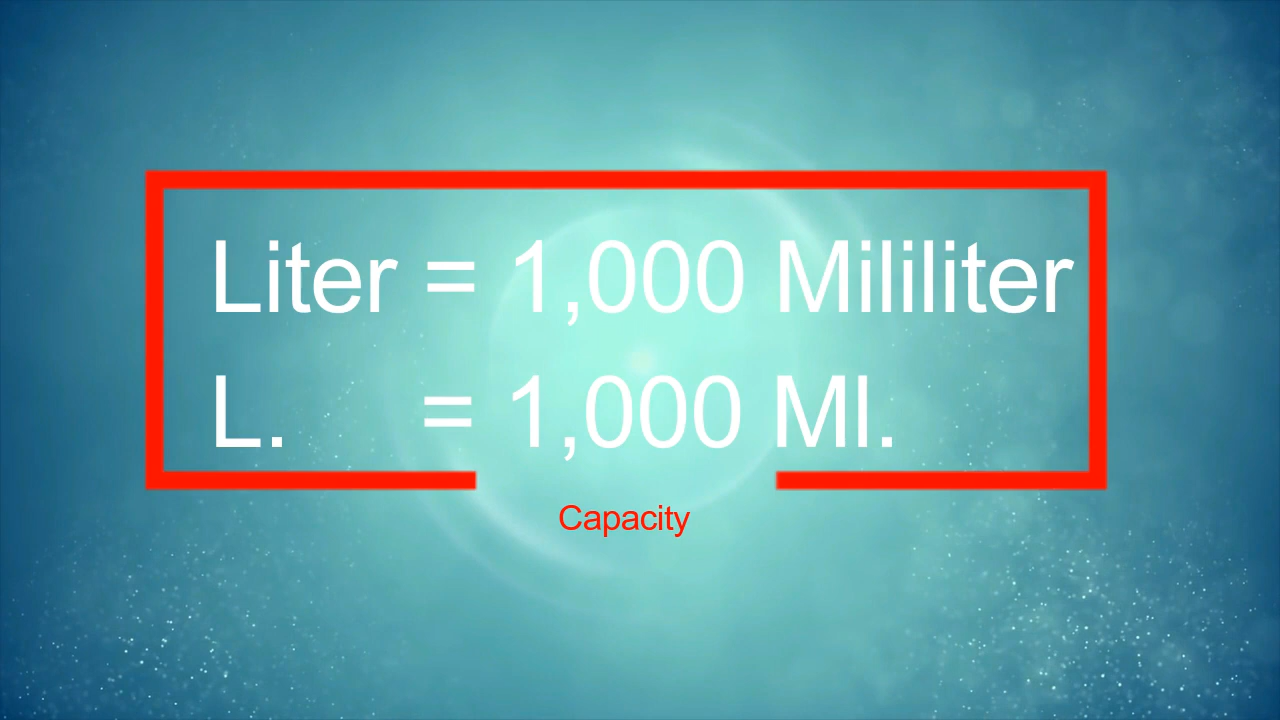 Liter = 1,000 Mililiter
L. = 1,000 Ml.
Capacity